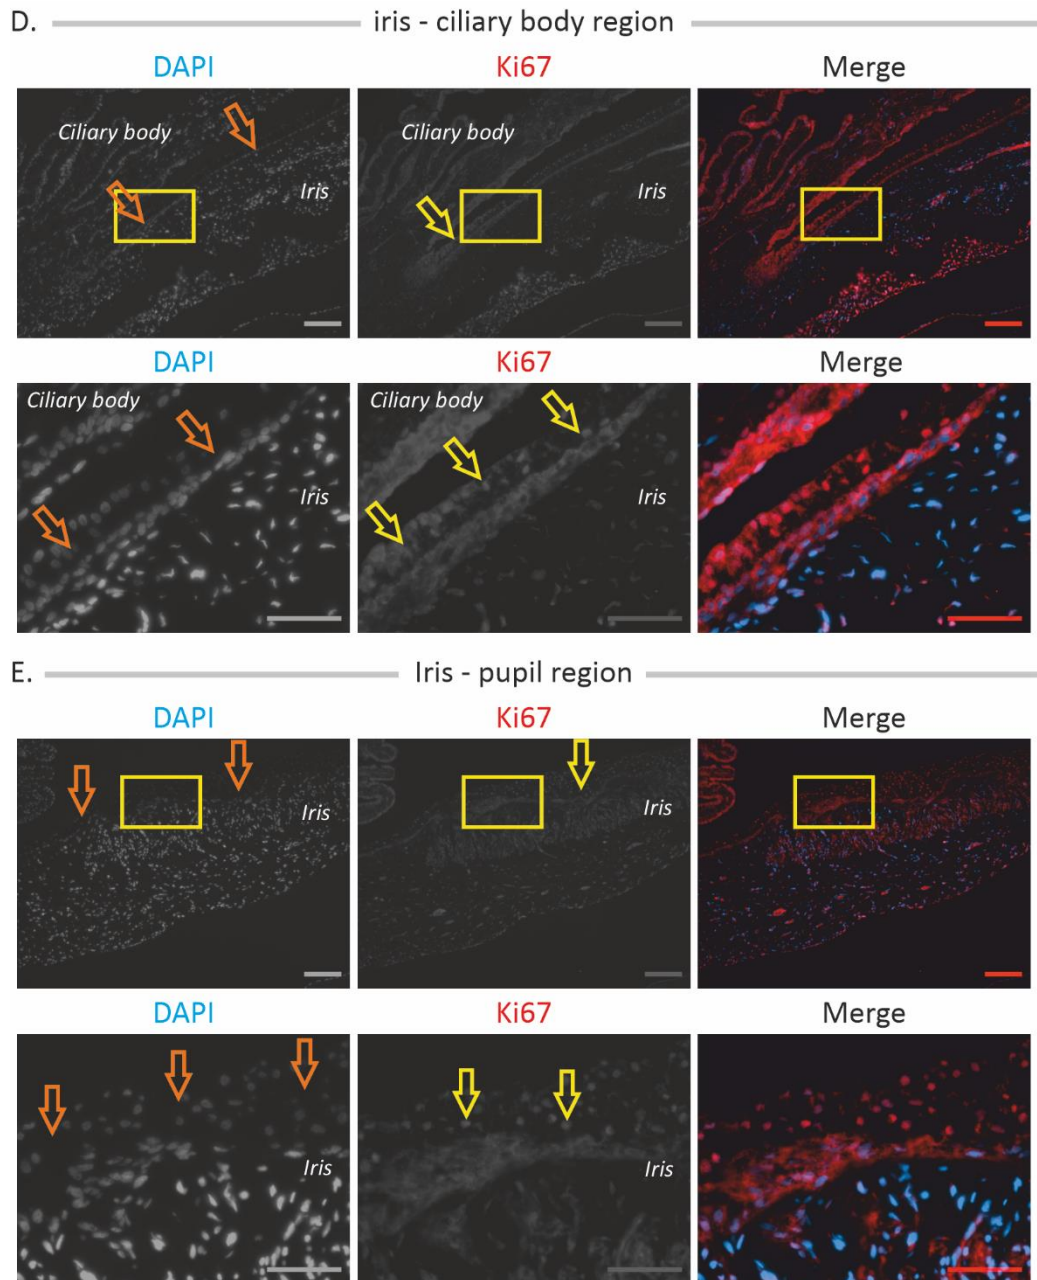 D. iris - ciliary body region
DAPI Ki67 Merge
Ciliary body Iris Ciliary body Iris
DAPI Ki67 Merge
Ciliary body Iris Ciliary body Iris
E. Iris - pupil region
DAPI Ki67 Merge
Iris Iris
DAPI Ki67 Merge
Iris Iris